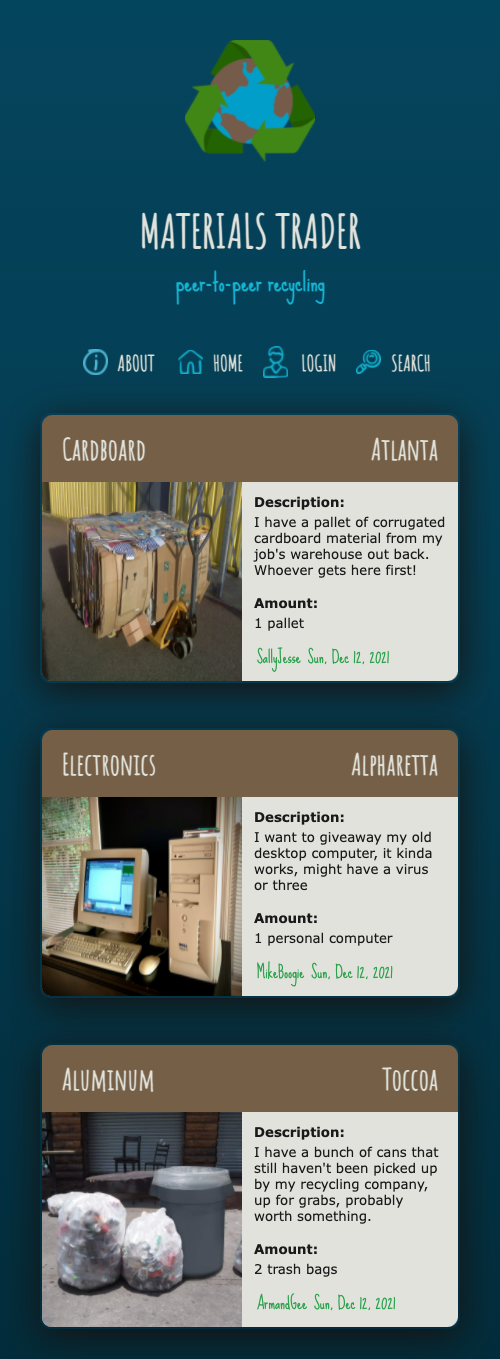 MATERIALS TRADER
peer-to-peer recycling
ABOUT HOME LOGIN SEARCH
CARDBOARD ATLANTA
Description:
I have a pallet of corrugated
cardboard material from my
job's warehouse out back.
Whoever gets here first!
Amount:
1 pallet
SallyJesse Sun, Dec 12, 2021
ELECTRONICS ALPHARETTA
Description:
I want to giveaway my old
desktop computer, it kinda
works, might have a virus
or three
Amount:
1 personal computer
MikeBoogie Sun, Dec 12, 2021
ALUMINUM TOCCOA
Description:
I have a bunch of cans that
still haven't been picked up
by my recycling company,
up for grabs, probably
worth something.
Amount:
2 trash bags
ArmandGee Sun, Dec 12, 2021